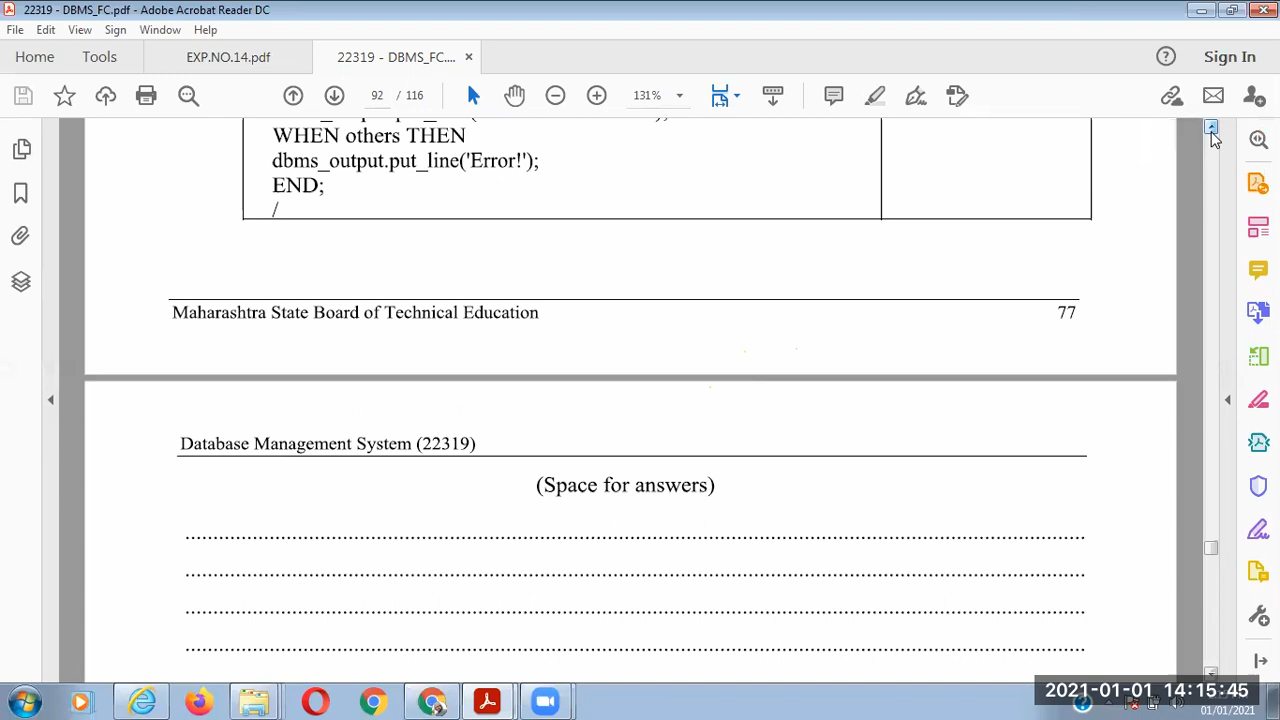 22319 - DBMS_FC.pdf - Adobe Acrobat Reader DC
File Edit View Sign Window Help
Home Tools EXP.NO.14.pdf 22319 - DBMS_FC.... × Sign In
92 / 116 131%
WHEN others THEN
dbms_output.put_line('Error!');
END;
/
Maharashtra State Board of Technical Education 77
Database Management System (22319)
(Space for answers)
2021-01-01 14:15:45
01/01/2021